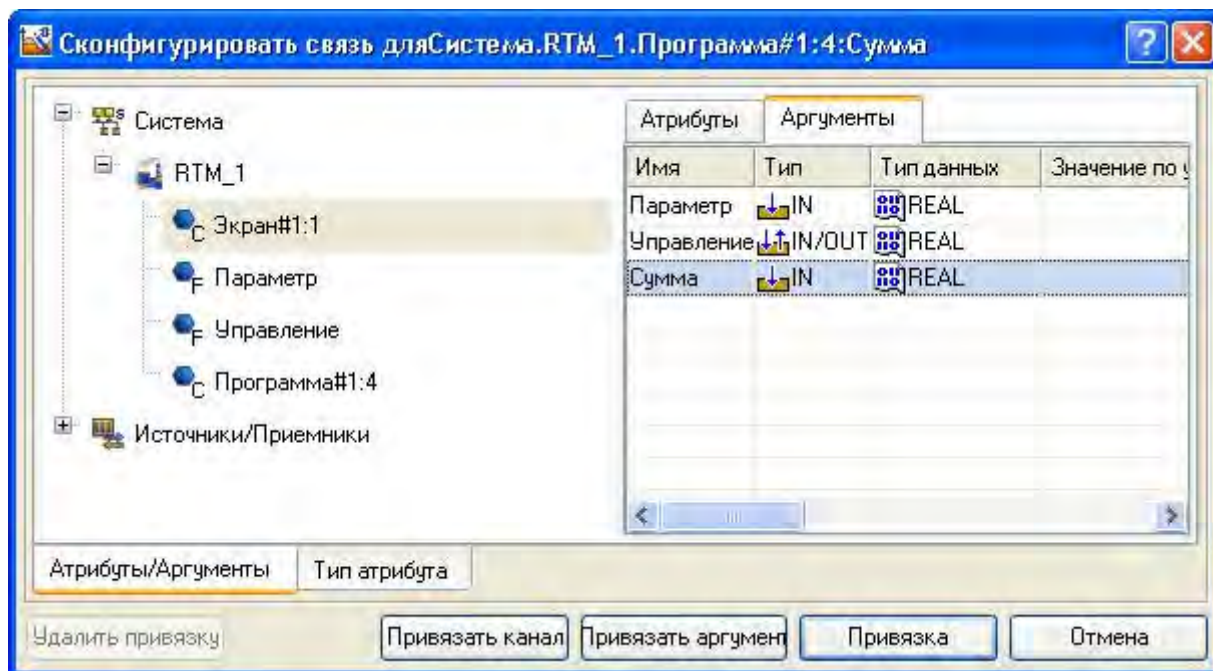 Сконфигурировать связь дляСистема.RTM_1.Программа#1:4:Сумма
Система
RTM_1
Экран#1:1
Параметр
Управление
Программа#1:4
Источники/Приемники
Атрибуты Аргументы
Имя Тип Тип данных Значение по у
Параметр IN REAL
Управление IN/OUT REAL
Сумма IN REAL
Атрибуты/Аргументы Тип атрибута
Удалить привязку Привязать канал Привязать аргумент Привязка Отмена